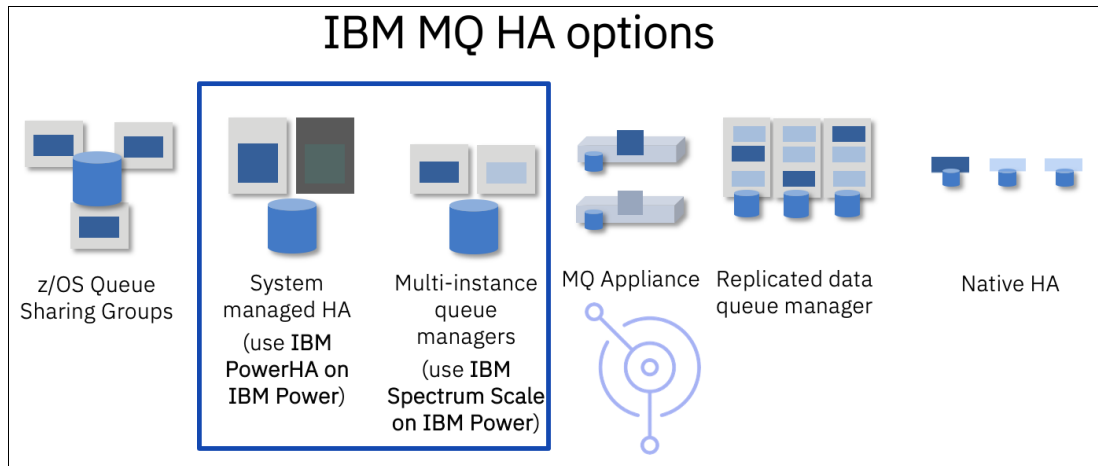 IBM MQ HA options
z/OS Queue
Sharing Groups
System
managed HA
(use IBM
PowerHA on
IBM Power)
Multi-instance
queue
managers
(use IBM
Spectrum Scale
on IBM Power)
MQ Appliance
Replicated data
queue manager
Native HA